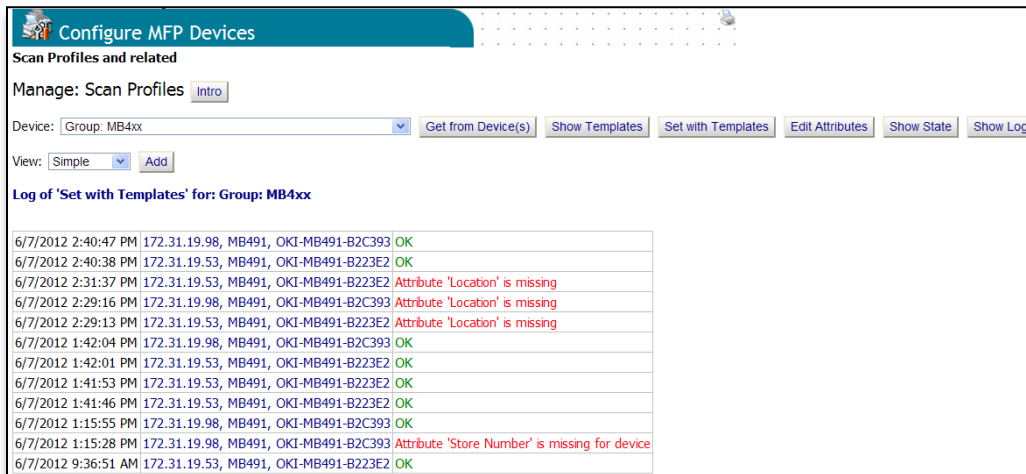 Configure MFP Devices
Scan Profiles and related
Manage: Scan Profiles Intro
Device: Group: MB4xx Get from Device(s) Show Templates Set with Templates Edit Attributes Show State Show Log
View: Simple Add
Log of 'Set with Templates' for: Group: MB4xx
6/7/2012 2:40:47 PM 172.31.19.98, MB491, OKI-MB491-B2C393 OK
6/7/2012 2:40:38 PM 172.31.19.53, MB491, OKI-MB491-B223E2 OK
6/7/2012 2:31:37 PM 172.31.19.53, MB491, OKI-MB491-B223E2 Attribute 'Location' is missing
6/7/2012 2:29:16 PM 172.31.19.98, MB491, OKI-MB491-B2C393 Attribute 'Location' is missing
6/7/2012 2:29:13 PM 172.31.19.53, MB491, OKI-MB491-B223E2 Attribute 'Location' is missing
6/7/2012 1:42:04 PM 172.31.19.98, MB491, OKI-MB491-B2C393 OK
6/7/2012 1:42:01 PM 172.31.19.53, MB491, OKI-MB491-B223E2 OK
6/7/2012 1:41:53 PM 172.31.19.53, MB491, OKI-MB491-B223E2 OK
6/7/2012 1:41:46 PM 172.31.19.53, MB491, OKI-MB491-B223E2 OK
6/7/2012 1:15:55 PM 172.31.19.98, MB491, OKI-MB491-B2C393 OK
6/7/2012 1:15:28 PM 172.31.19.98, MB491, OKI-MB491-B2C393 Attribute 'Store Number' is missing for device
6/7/2012 9:36:51 AM 172.31.19.53, MB491, OKI-MB491-B223E2 OK